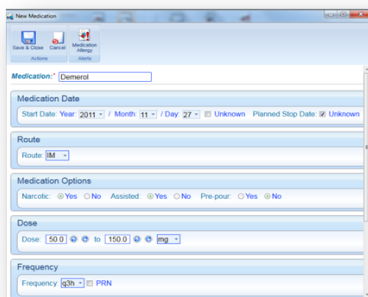 New Medication
Save & Close Cancel Medication Allergy
Actions Alerts
Medication:* Demerol
Medication Date
Start Date: Year: 2011 / Month: 11 / Day: 27 Unknown Planned Stop Date: Unknown
Route
Route: IM
Medication Options
Narcotic: Yes No Assisted: Yes No Pre-pour: Yes No
Dose
Dose: 50.0 to 150.0 mg
Frequency
Frequency: q3h PRN